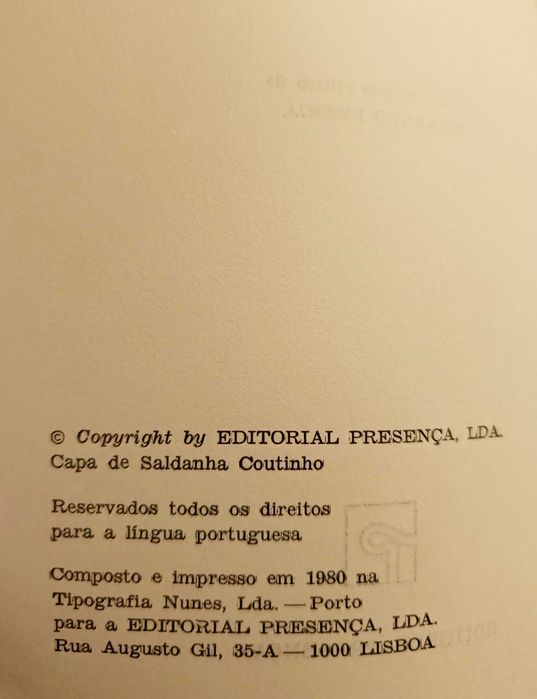 © Copyright by EDITORIAL PRESENÇA, LDA.
Capa de Saldanha Coutinho
Reservados todos os direitos
para a língua portuguesa
Composto e impresso em 1980 na
Tipografia Nunes, Lda. — Porto
para a EDITORIAL PRESENÇA, LDA.
Rua Augusto Gil, 35-A — 1000 LISBOA